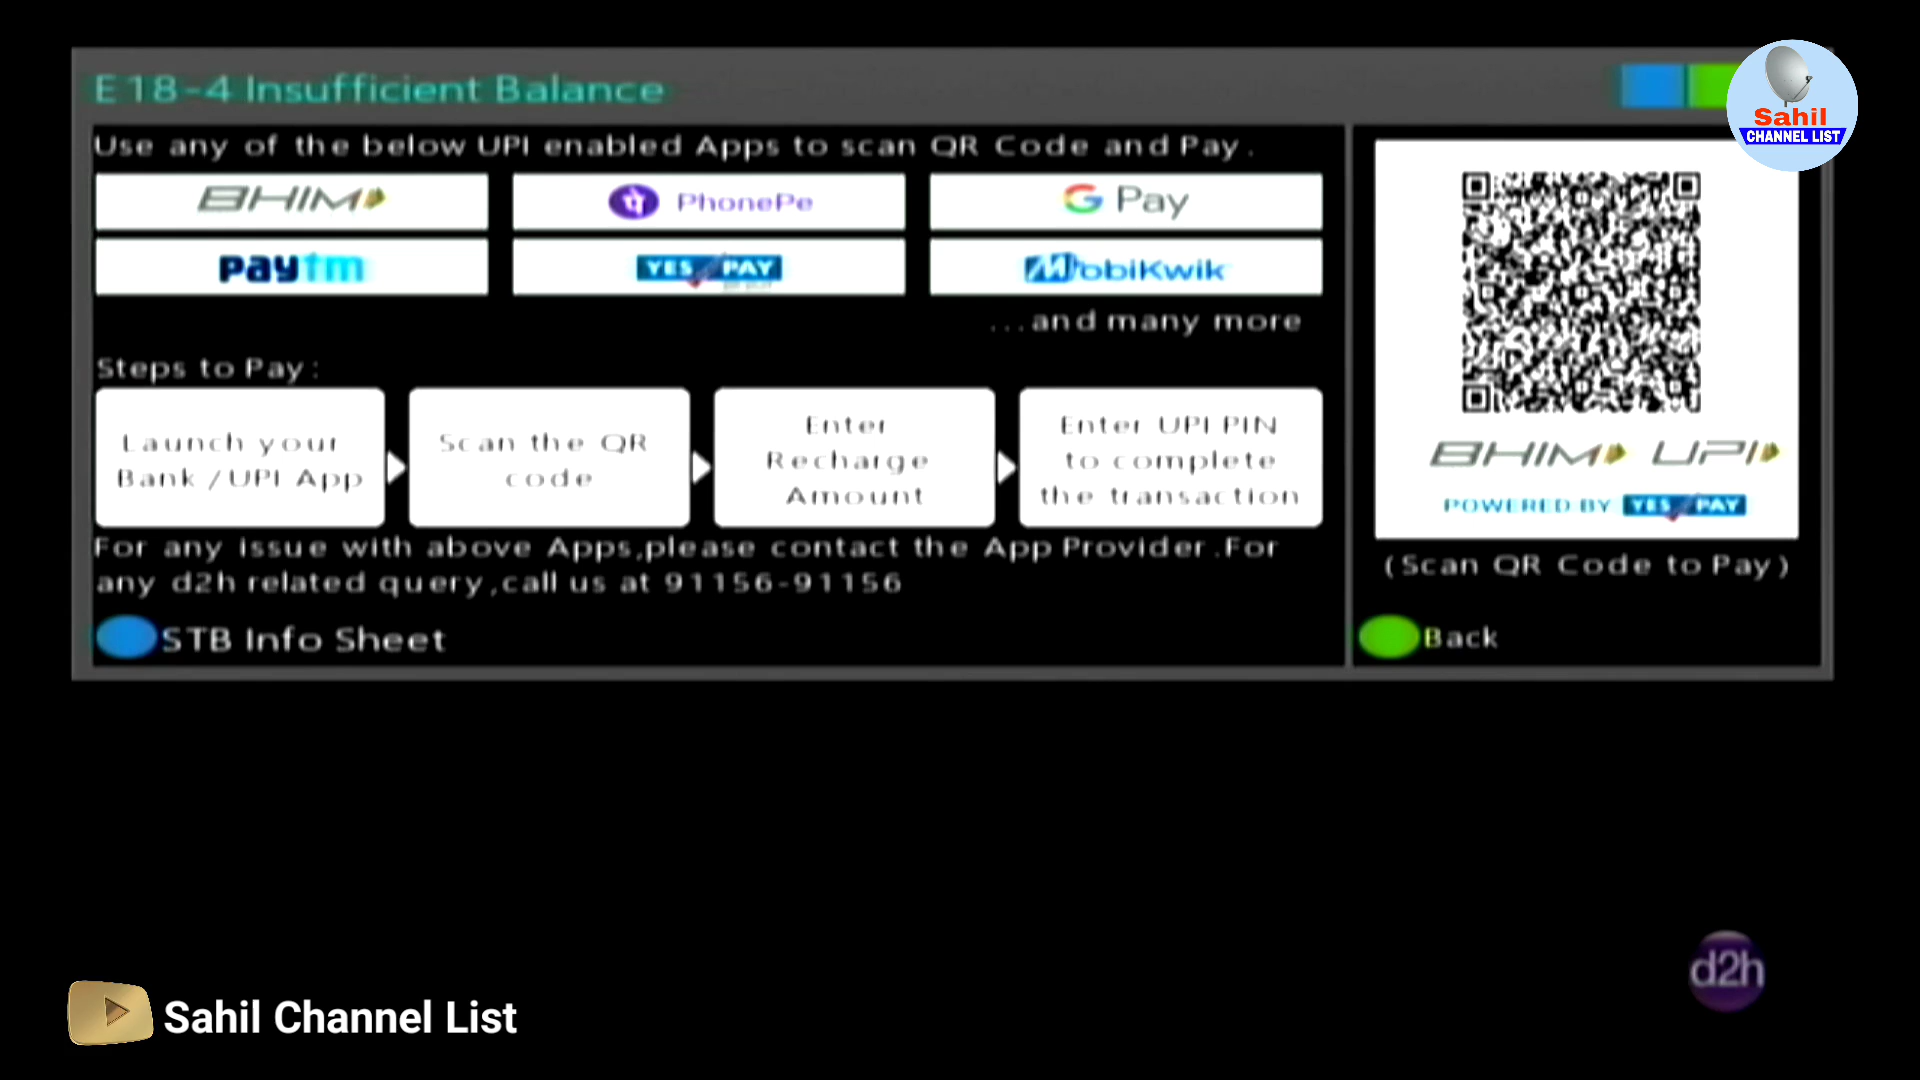 E18-4 Insufficient Balance
Sahil
CHANNEL LIST
Use any of the below UPI enabled Apps to scan QR Code and Pay.
BHIM
PhonePe
G Pay
paytm
YES PAY
MobiKwik
...and many more
Steps to Pay:
Launch your
Bank/UPI App
Scan the QR
code
Enter
Recharge
Amount
Enter UPI PIN
to complete
the transaction
For any issue with above Apps,please contact the App Provider.For
any d2h related query,call us at 91156-91156
STB Info Sheet
BHIM UPI
POWERED BY YES PAY
(Scan QR Code to Pay)
Back
d2h
Sahil Channel List